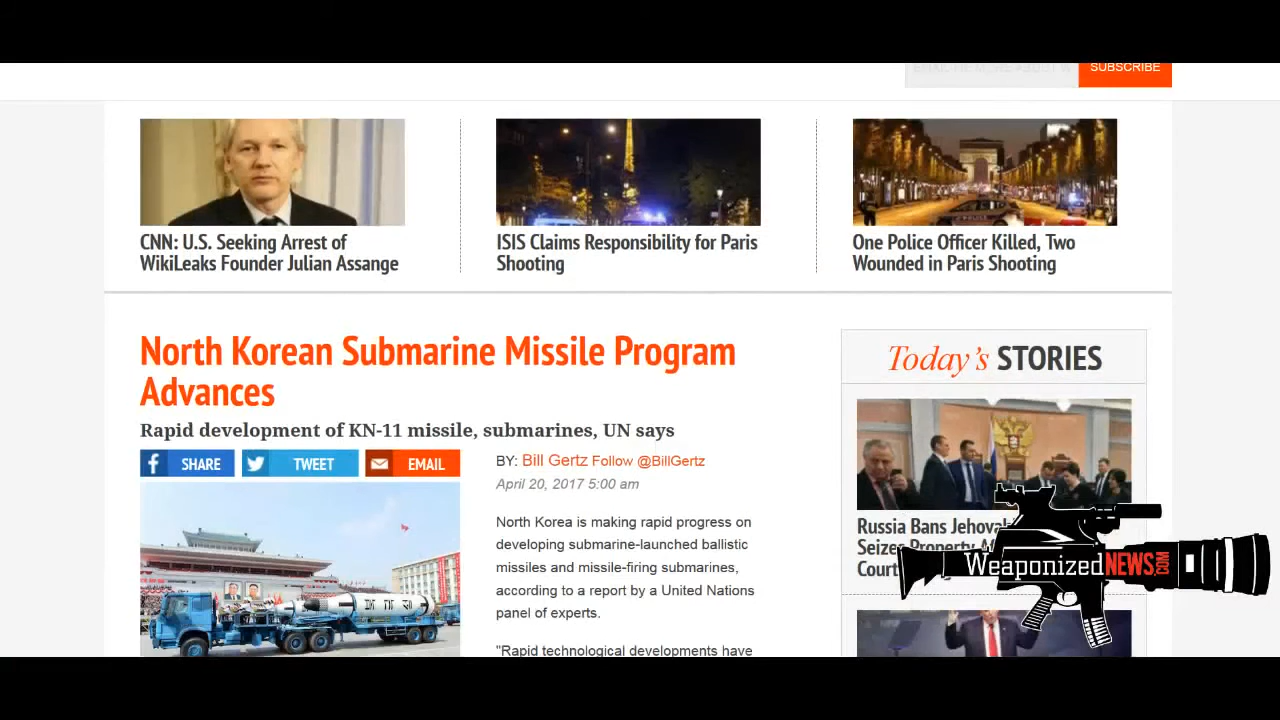 SUBSCRIBE
CNN: U.S. Seeking Arrest of
WikiLeaks Founder Julian Assange
ISIS Claims Responsibility for Paris
Shooting
One Police Officer Killed, Two
Wounded in Paris Shooting
North Korean Submarine Missile Program
Advances
Rapid development of KN-11 missile, submarines, UN says
SHARE
TWEET
EMAIL
BY: Bill Gertz Follow @BillGertz
April 20, 2017 5:00 am
North Korea is making rapid progress on
developing submarine-launched ballistic
missiles and missile-firing submarines,
according to a report by a United Nations
panel of experts.
"Rapid technological developments have
Today's STORIES
Russia Bans
Property
WEAPONIZEDNEWS.COM